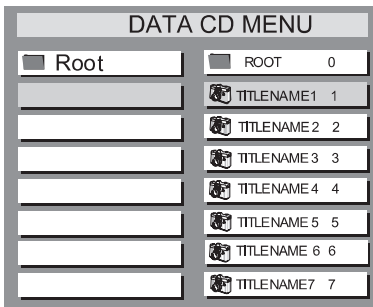 DATA CD MENU
Root
ROOT 0
TITLENAME1 1
TITLENAME 2 2
TITLENAME 3 3
TITLENAME 4 4
TITLENAME 5 5
TITLENAME 6 6
TITLENAME7 7